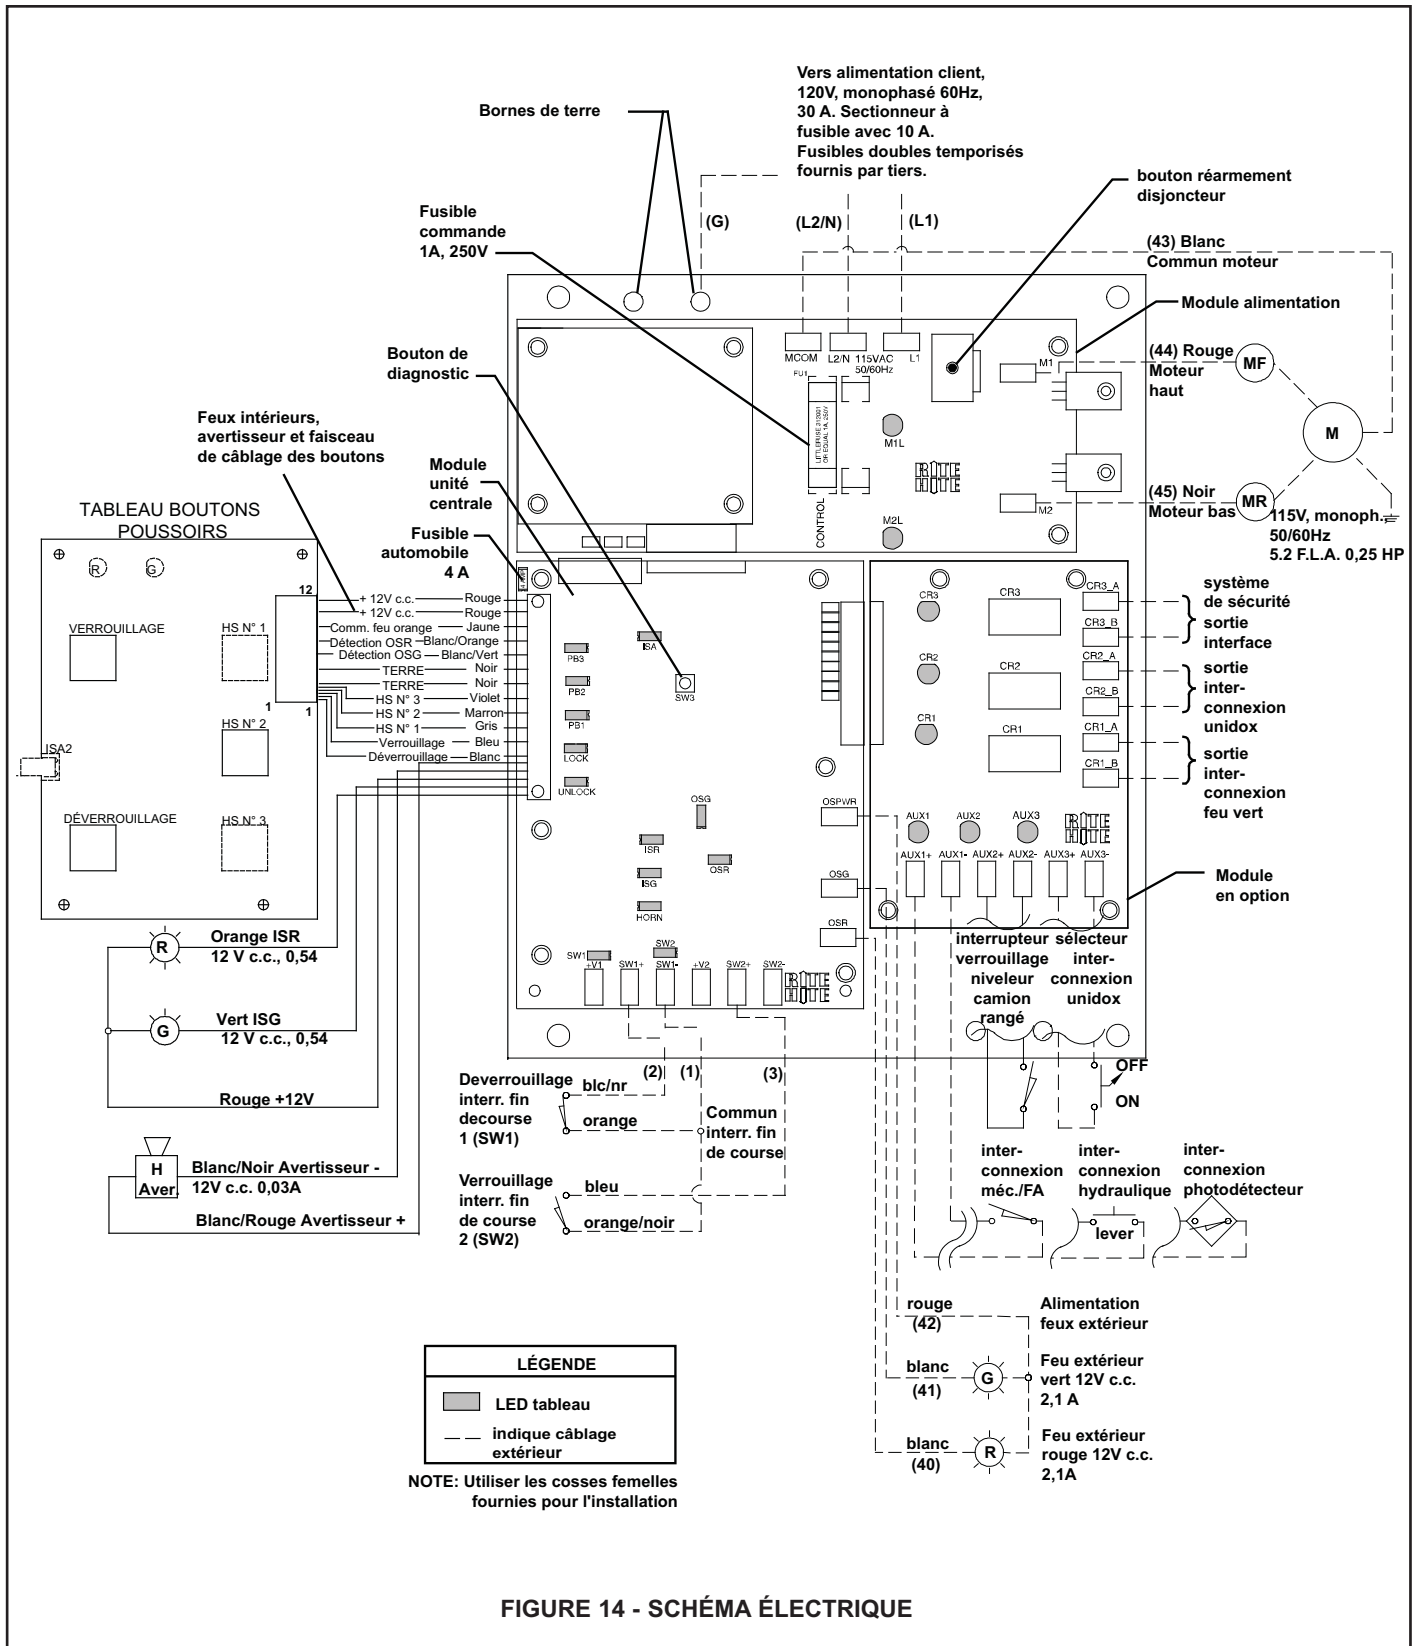 Vers alimentation client,
120V, monophasé 60Hz,
30 A. Sectionneur à
fusible avec 10 A.
Fusibles doubles temporisés
fournis par tiers.
Bornes de terre
bouton réarmement
disjoncteur
(G)
(L2/N)
(L1)
Fusible
commande
1A, 250V
(43) Blanc
Commun moteur
Module alimentation
Bouton de
diagnostic
MCOM
L2/N
115VAC
50/60Hz
L1
FU1
LITTLEFUSE 312001
OR EQUAL 1A, 250V
CONTROL
M1
M1L
M2L
M2
RITE
HITE
(44) Rouge
Moteur
haut
MF
M
(45) Noir
Moteur bas
MR
115V, monoph.,
50/60Hz
5.2 F.L.A. 0,25 HP
Feux intérieurs,
avertisseur et faisceau
de câblage des boutons
Module
unité
centrale
Fusible
automobile
4 A
TABLEAU BOUTONS
POUSSOIRS
R
G
12
VERROUILLAGE
HS N° 1
HS N° 2
1
1
ISA2
DÉVERROUILLAGE
HS N° 3
+ 12V c.c. Rouge
+ 12V c.c. Rouge
Comm. feu orange Jaune
Détection OSR Blanc/Orange
Détection OSG Blanc/Vert
TERRE Noir
TERRE Noir
HS N° 3 Violet
HS N° 2 Marron
HS N° 1 Gris
Verrouillage Bleu
Déverrouillage Blanc
PB3
PB2
PB1
LOCK
UNLOCK
ISA
SW3
OSG
ISR
OSR
ISG
HORN
SW1
SW2
+V1
SW1+
SW1-
+V2
SW2+
SW2-
RITE
HITE
OSPWR
OSG
OSR
CR3
CR3
CR3_A
CR3_B
CR2
CR2
CR2_A
CR2_B
CR1
CR1
CR1_A
CR1_B
AUX1
AUX2
AUX3
RITE
HITE
AUX1+
AUX1-
AUX2+
AUX2-
AUX3+
AUX3-
système
de sécurité
sortie
interface
sortie
inter-
connexion
unidox
sortie
inter-
connexion
feu vert
Module
en option
R
Orange ISR
12 V c.c., 0,54
G
Vert ISG
12 V c.c., 0,54
Rouge +12V
H
Aver.
Blanc/Noir Avertisseur -
12V c.c. 0,03A
Blanc/Rouge Avertisseur +
interrupteur
verrouillage
niveleur
camion
rangé
sélecteur
inter-
connexion
unidox
OFF
ON
(2)
(1)
(3)
Deverrouillage
interr. fin
decourse
1 (SW1)
blc/nr
orange
Commun
interr. fin
de course
Verrouillage
interr. fin
de course
2 (SW2)
bleu
orange/noir
inter-
connexion
méc./FA
inter-
connexion
hydraulique
lever
inter-
connexion
photodétecteur
rouge
(42)
Alimentation
feux extérieur
blanc
(41)
G
Feu extérieur
vert 12V c.c.
2,1 A
blanc
(40)
R
Feu extérieur
rouge 12V c.c.
2,1A
LÉGENDE
LED tableau
indique câblage
extérieur
NOTE: Utiliser les cosses femelles
fournies pour l'installation
FIGURE 14 - SCHÉMA ÉLECTRIQUE